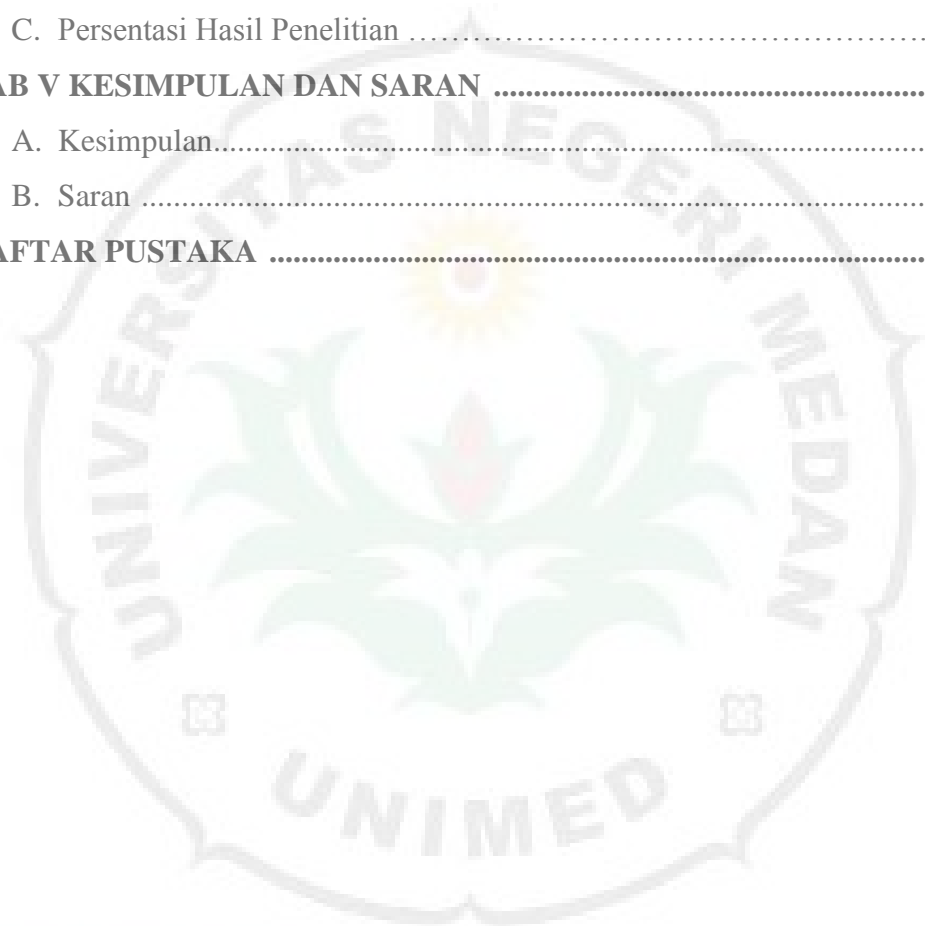 C. Persentasi Hasil Penelitian ……………………………………………….
AB V KESIMPULAN DAN SARAN ......................................................
A. Kesimpulan.........................................................................................
B. Saran ..................................................................................................
AFTAR PUSTAKA ..................................................................................
UNIVERSITAS NEGERI MEDAN
UNIMED